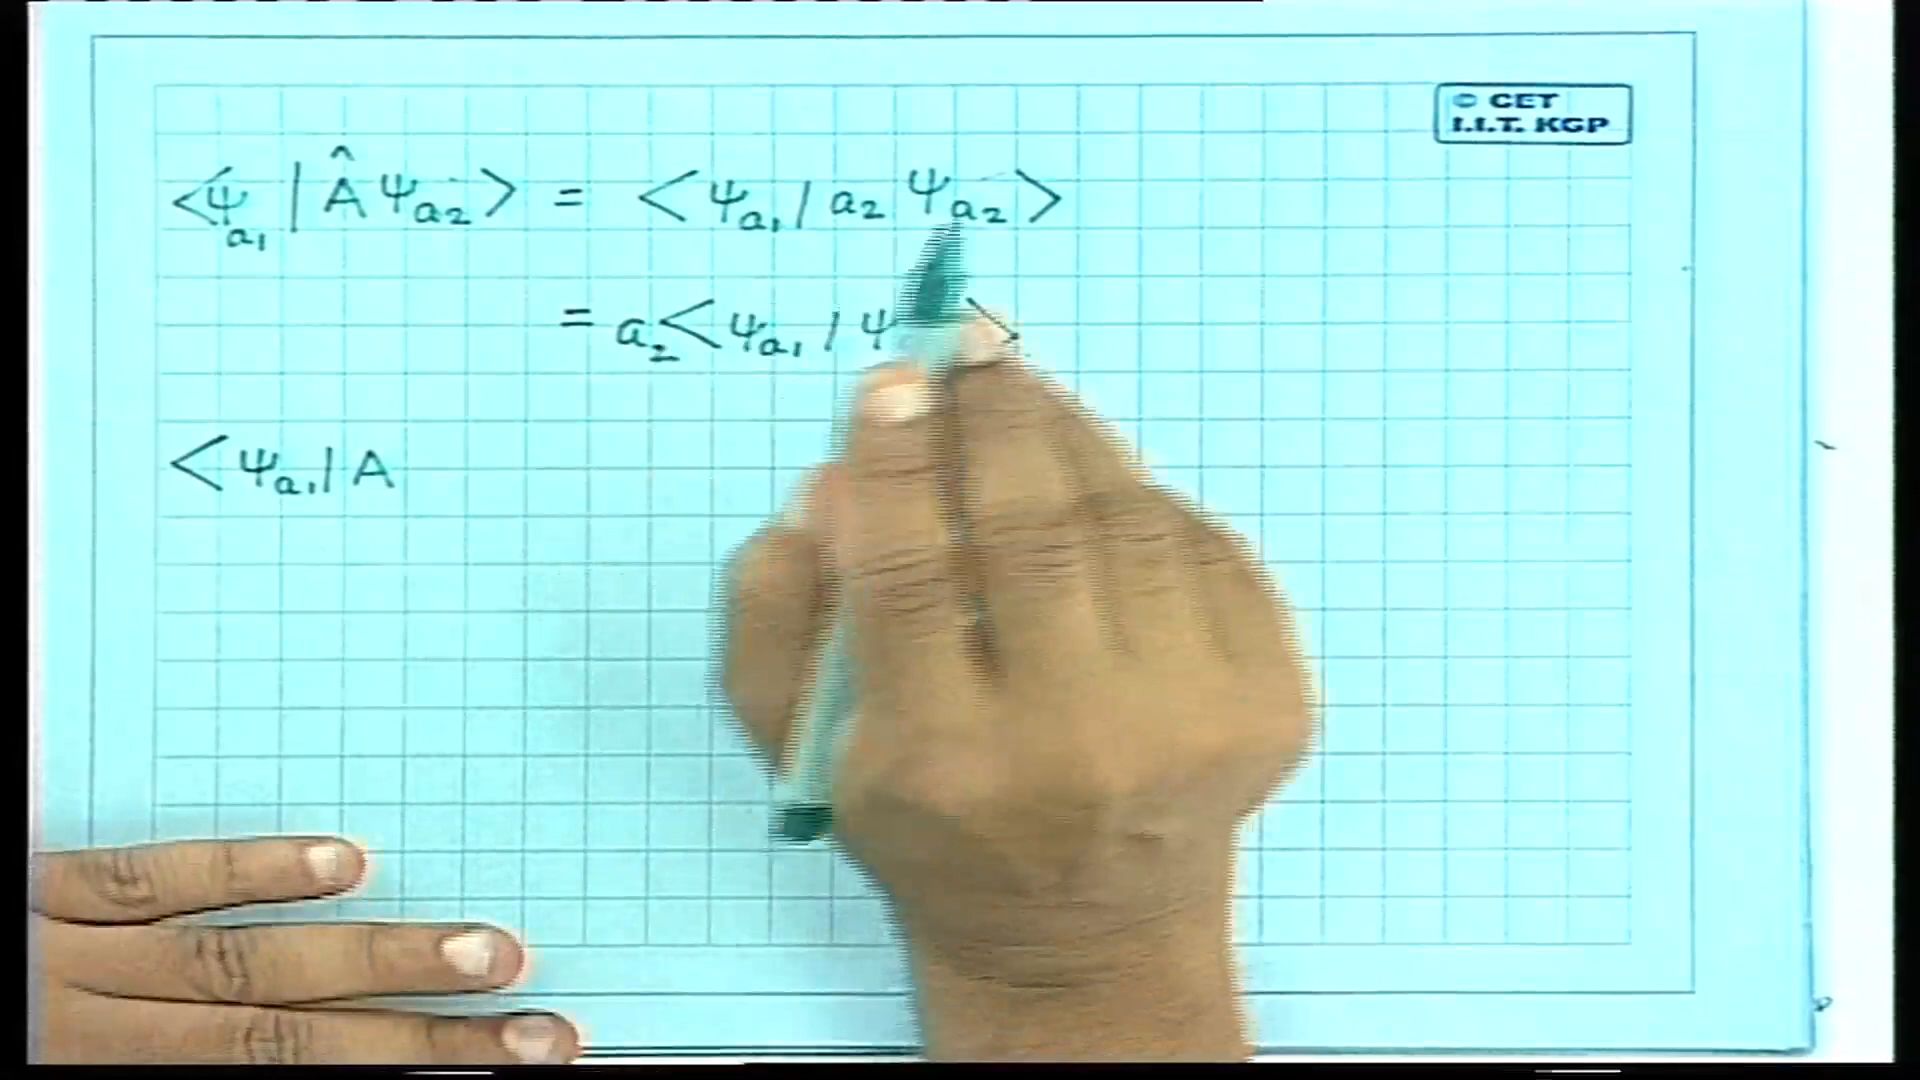 © CET
I.I.T. KGP
<ψa₁ | Âψa₂> = <ψa₁ / a₂ ψa₂>
= a₂<ψa₁ / ψ >
<ψa₁ | A